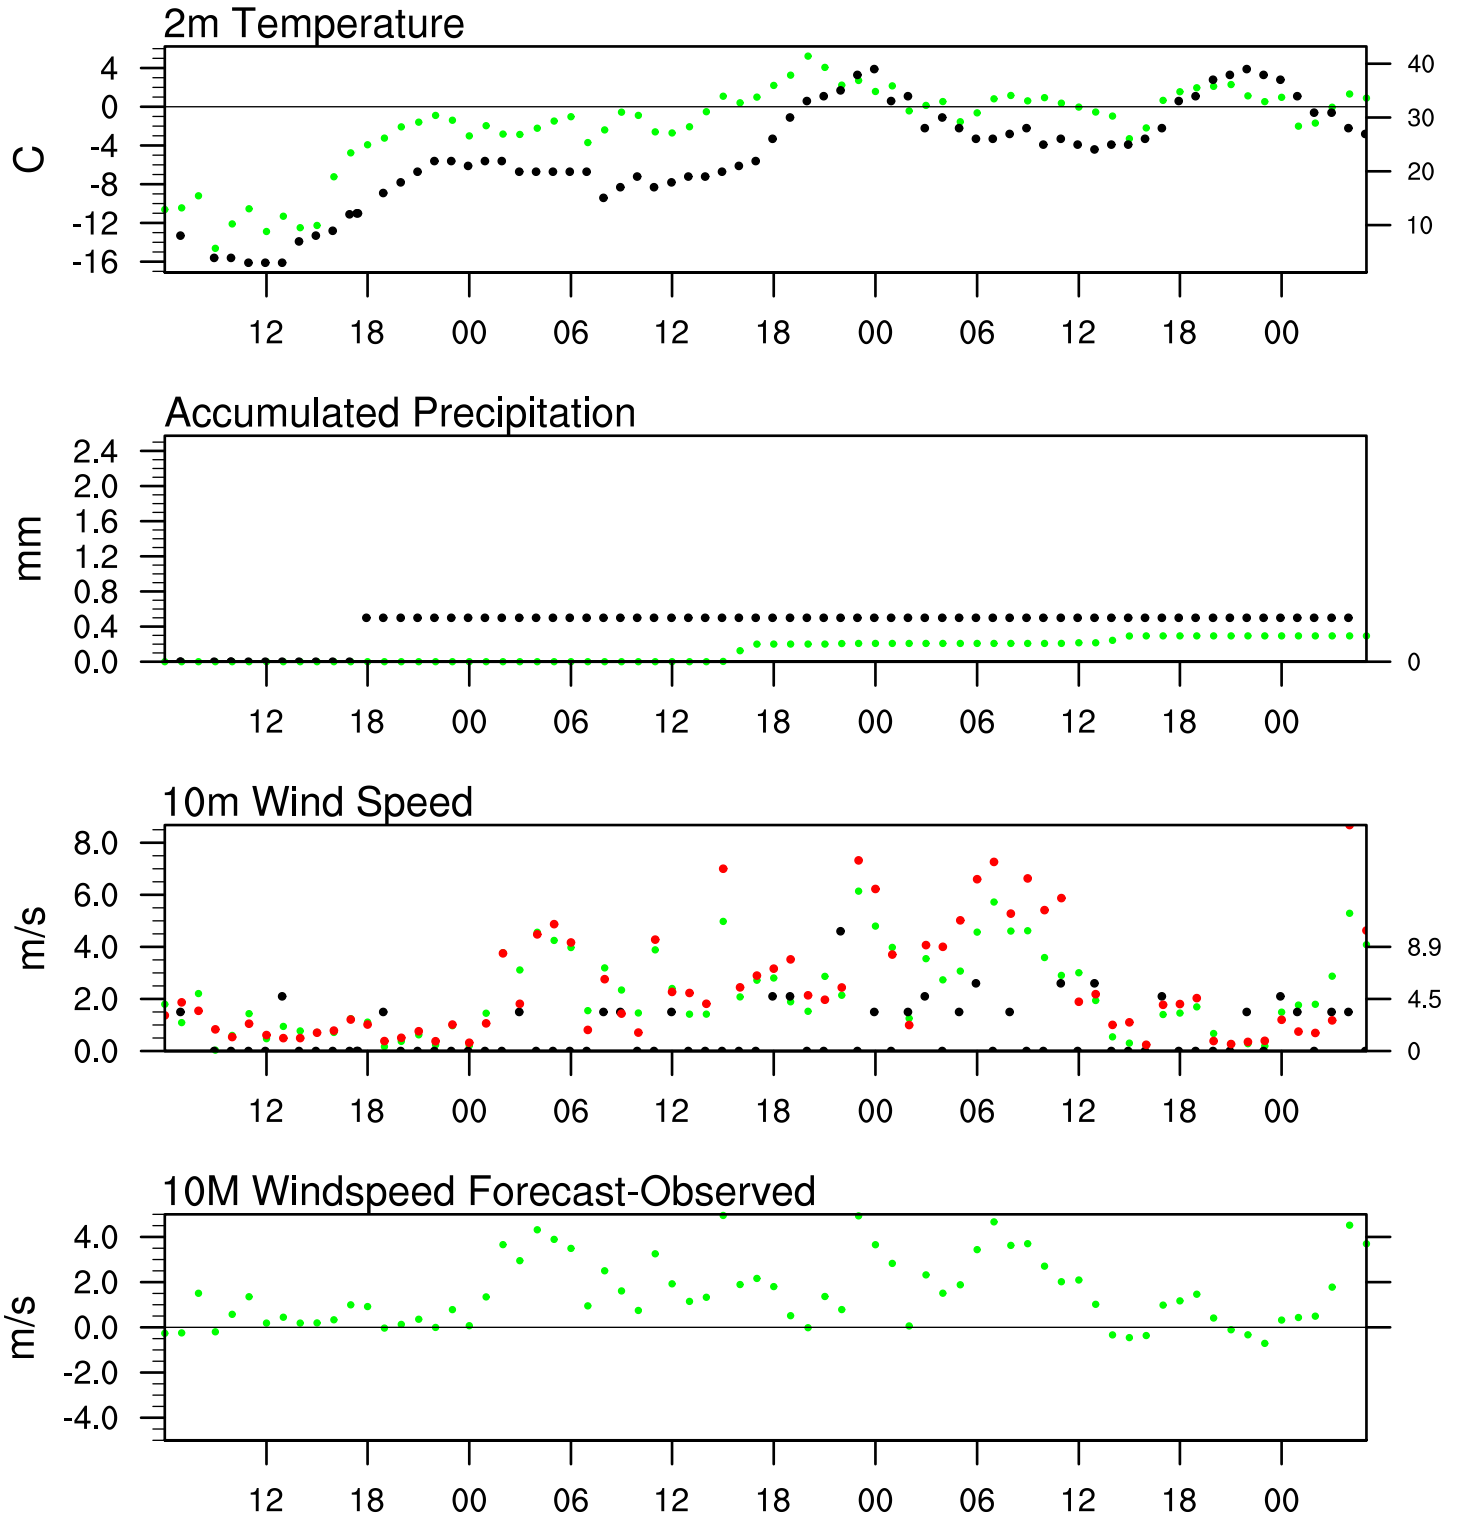 2m Temperature
4
0
-4
-8
-12
-16
C
40
30
20
10
12 18 00 06 12 18 00 06 12 18 00
Accumulated Precipitation
2.4
2.0
1.6
1.2
0.8
0.4
0.0
mm
0
12 18 00 06 12 18 00 06 12 18 00
10m Wind Speed
8.0
6.0
4.0
2.0
0.0
m/s
8.9
4.5
0
12 18 00 06 12 18 00 06 12 18 00
10M Windspeed Forecast-Observed
4.0
2.0
0.0
-2.0
-4.0
m/s
12 18 00 06 12 18 00 06 12 18 00